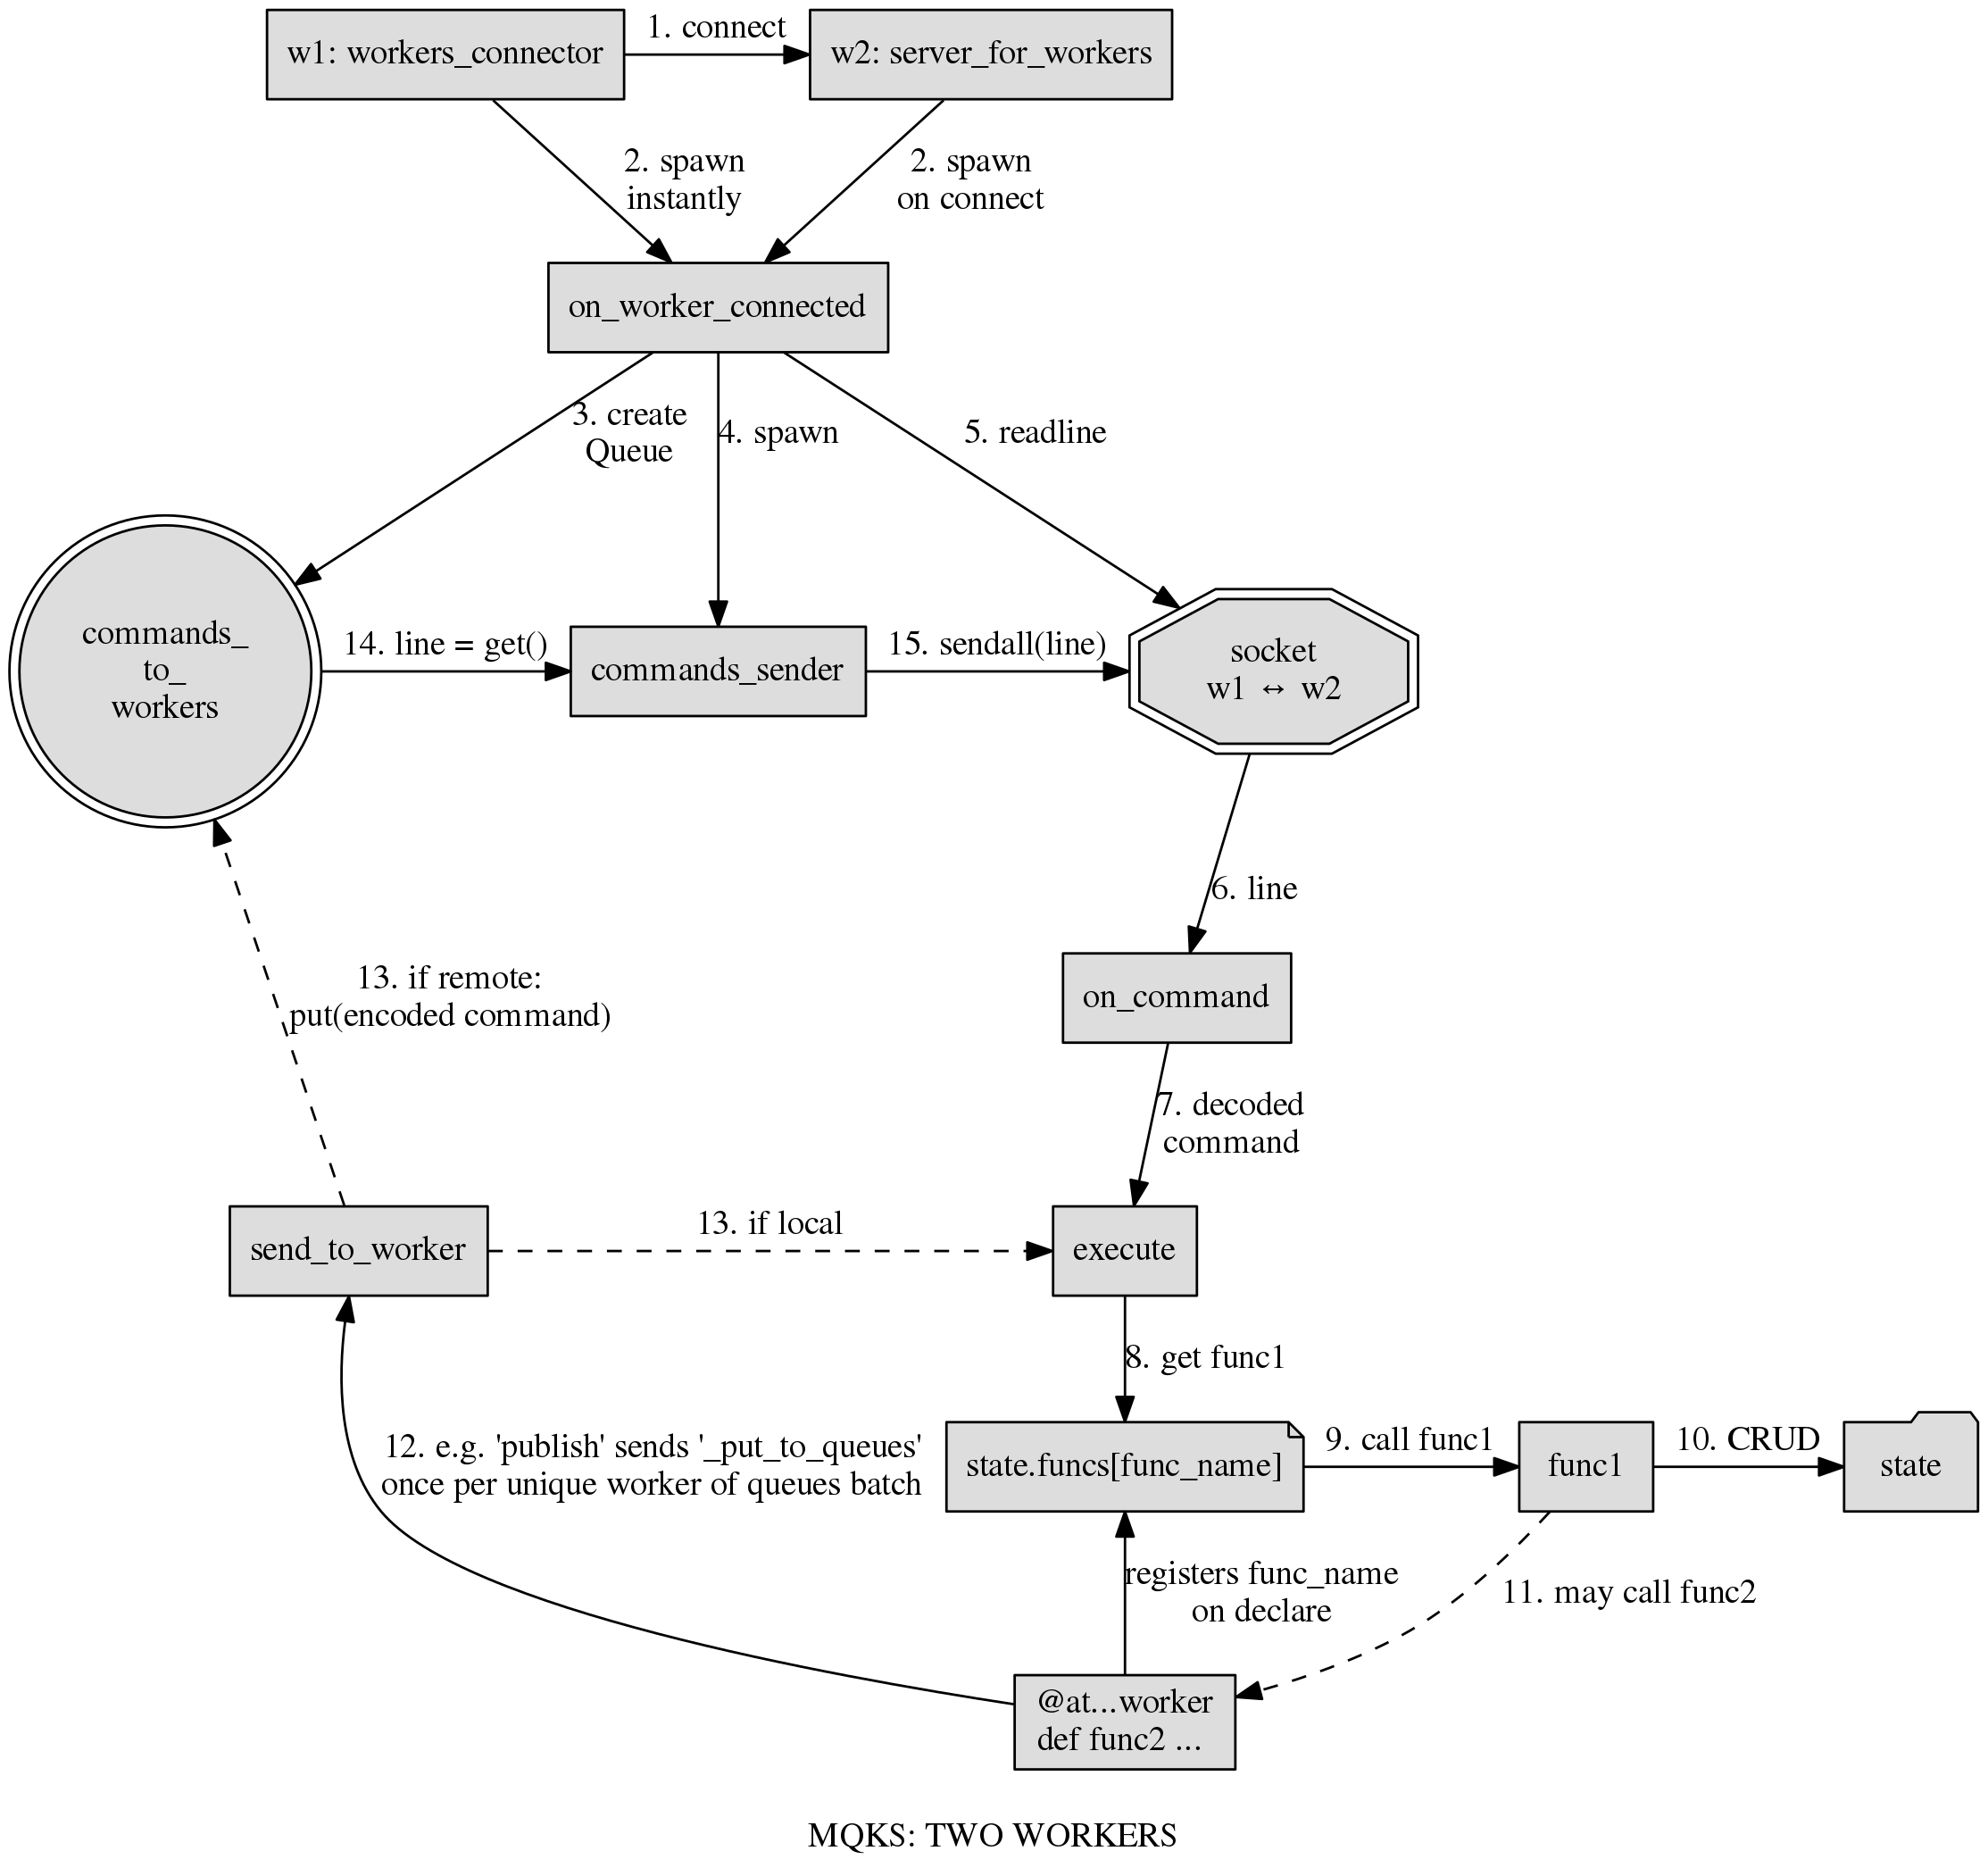 w1: workers_connector
1. connect
w2: server_for_workers
2. spawn
instantly
2. spawn
on connect
on_worker_connected
3. create
Queue
4. spawn
5. readline
commands_
to_
workers
14. line = get()
commands_sender
15. sendall(line)
socket
w1 ↔ w2
6. line
on_command
13. if remote:
put(encoded command)
7. decoded
command
send_to_worker
13. if local
execute
8. get func1
12. e.g. 'publish' sends '_put_to_queues'
once per unique worker of queues batch
state.funcs[func_name]
9. call func1
func1
10. CRUD
state
registers func_name
on declare
11. may call func2
@at...worker
def func2 ...
MQKS: TWO WORKERS